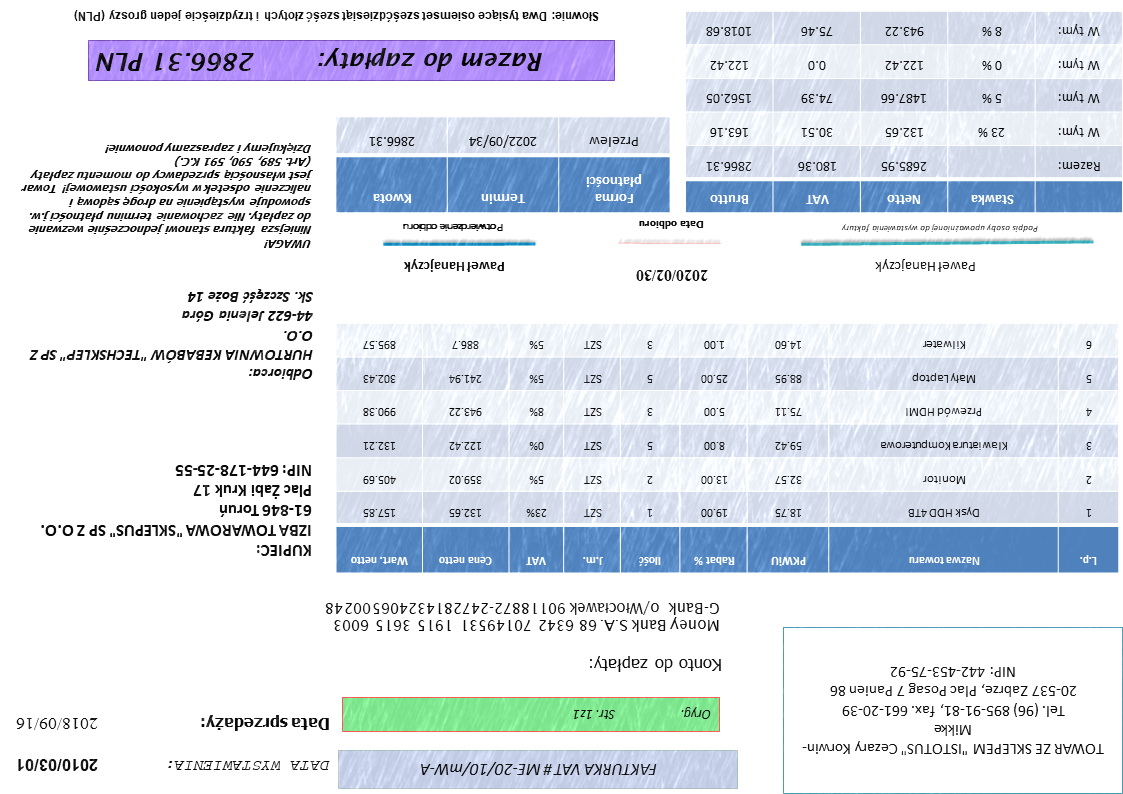 FAKTURKA VAT # ME-20/10/mW-A
DATA WYSTAWIENIA: 2010/03/01
Oryg. Str. 1z1
Data sprzedaży: 2018/09/16
TOWAR ZE SKLEPEM "ISTOTUS" Cezary Korwin-
Mikke
Tel. (96) 895-91-81, fax. 661-20-39
20-537 Zabrze, Plac Posag 7 Panien 86
NIP: 442-453-75-92
Konto do zapłaty:
Money Bank S.A. 68 6342 70149531 1915 3615 6003
G-Bank o/Włocławek 90118872-247281432406500248
L.p. Nazwa towaru PKWiU Rabat % Ilość J.m. VAT Cena netto Wart. netto
1 Dysk HDD 4TB 18.75 19.00 1 SZT 23% 132.65 157.85
2 Monitor 32.57 13.00 2 SZT 5% 359.02 405.69
3 Klawiatura Komputerowa 59.42 8.00 5 SZT 0% 122.42 132.21
4 Przewód HDMI 75.11 5.00 3 SZT 8% 943.22 990.38
5 Mały Laptop 88.95 25.00 5 SZT 5% 241.94 302.43
6 Kilwater 14.60 1.00 3 SZT 5% 886.7 895.57
KUPIEC:
IZBA TOWAROWA "SKLEPUS" SP Z O.O.
61-846 Toruń
Plac Żabi Kruk 17
NIP: 644-178-25-55
Odbiorca:
HURTOWNIA KEBABÓW "TECHSKLEP" SP Z
O.O.
44-622 Jelenia Góra
Sk. Szczęść Boże 14
Paweł Hanajczyk
Podpis osoby upoważnionej do wystawienia faktury
2020/02/30
Data odbioru
Paweł Hanajczyk
Potwierdzenie odbioru
Stawka Netto VAT Brutto
Razem: 2685.95 180.36 2866.31
W tym: 23 % 132.65 30.51 163.16
W tym: 5 % 1487.66 74.39 1562.05
W tym: 0 % 122.42 0.0 122.42
W tym: 8 % 943.22 75.46 1018.68
Forma
płatności Termin Kwota
Przelew 2022/09/34 2866.31
UWAGA!
Niniejsza faktura stanowi jednocześnie wezwanie
do zapłaty. Nie zachowanie terminu płatności jw.
spowoduje wystąpienie na drogę sądową i
naliczenie odsetek w wysokości ustawowej! Towar
jest własnością sprzedawcy do momentu zapłaty
(Art. 589, 590, 591 K.C.)
Dziękujemy i zapraszamy ponownie!
Razem do zapłaty: 2866.31 PLN
Słownie: Dwa tysiące osiemset sześćdziesiąt sześć złotych i trzydzieście jeden groszy (PLN)